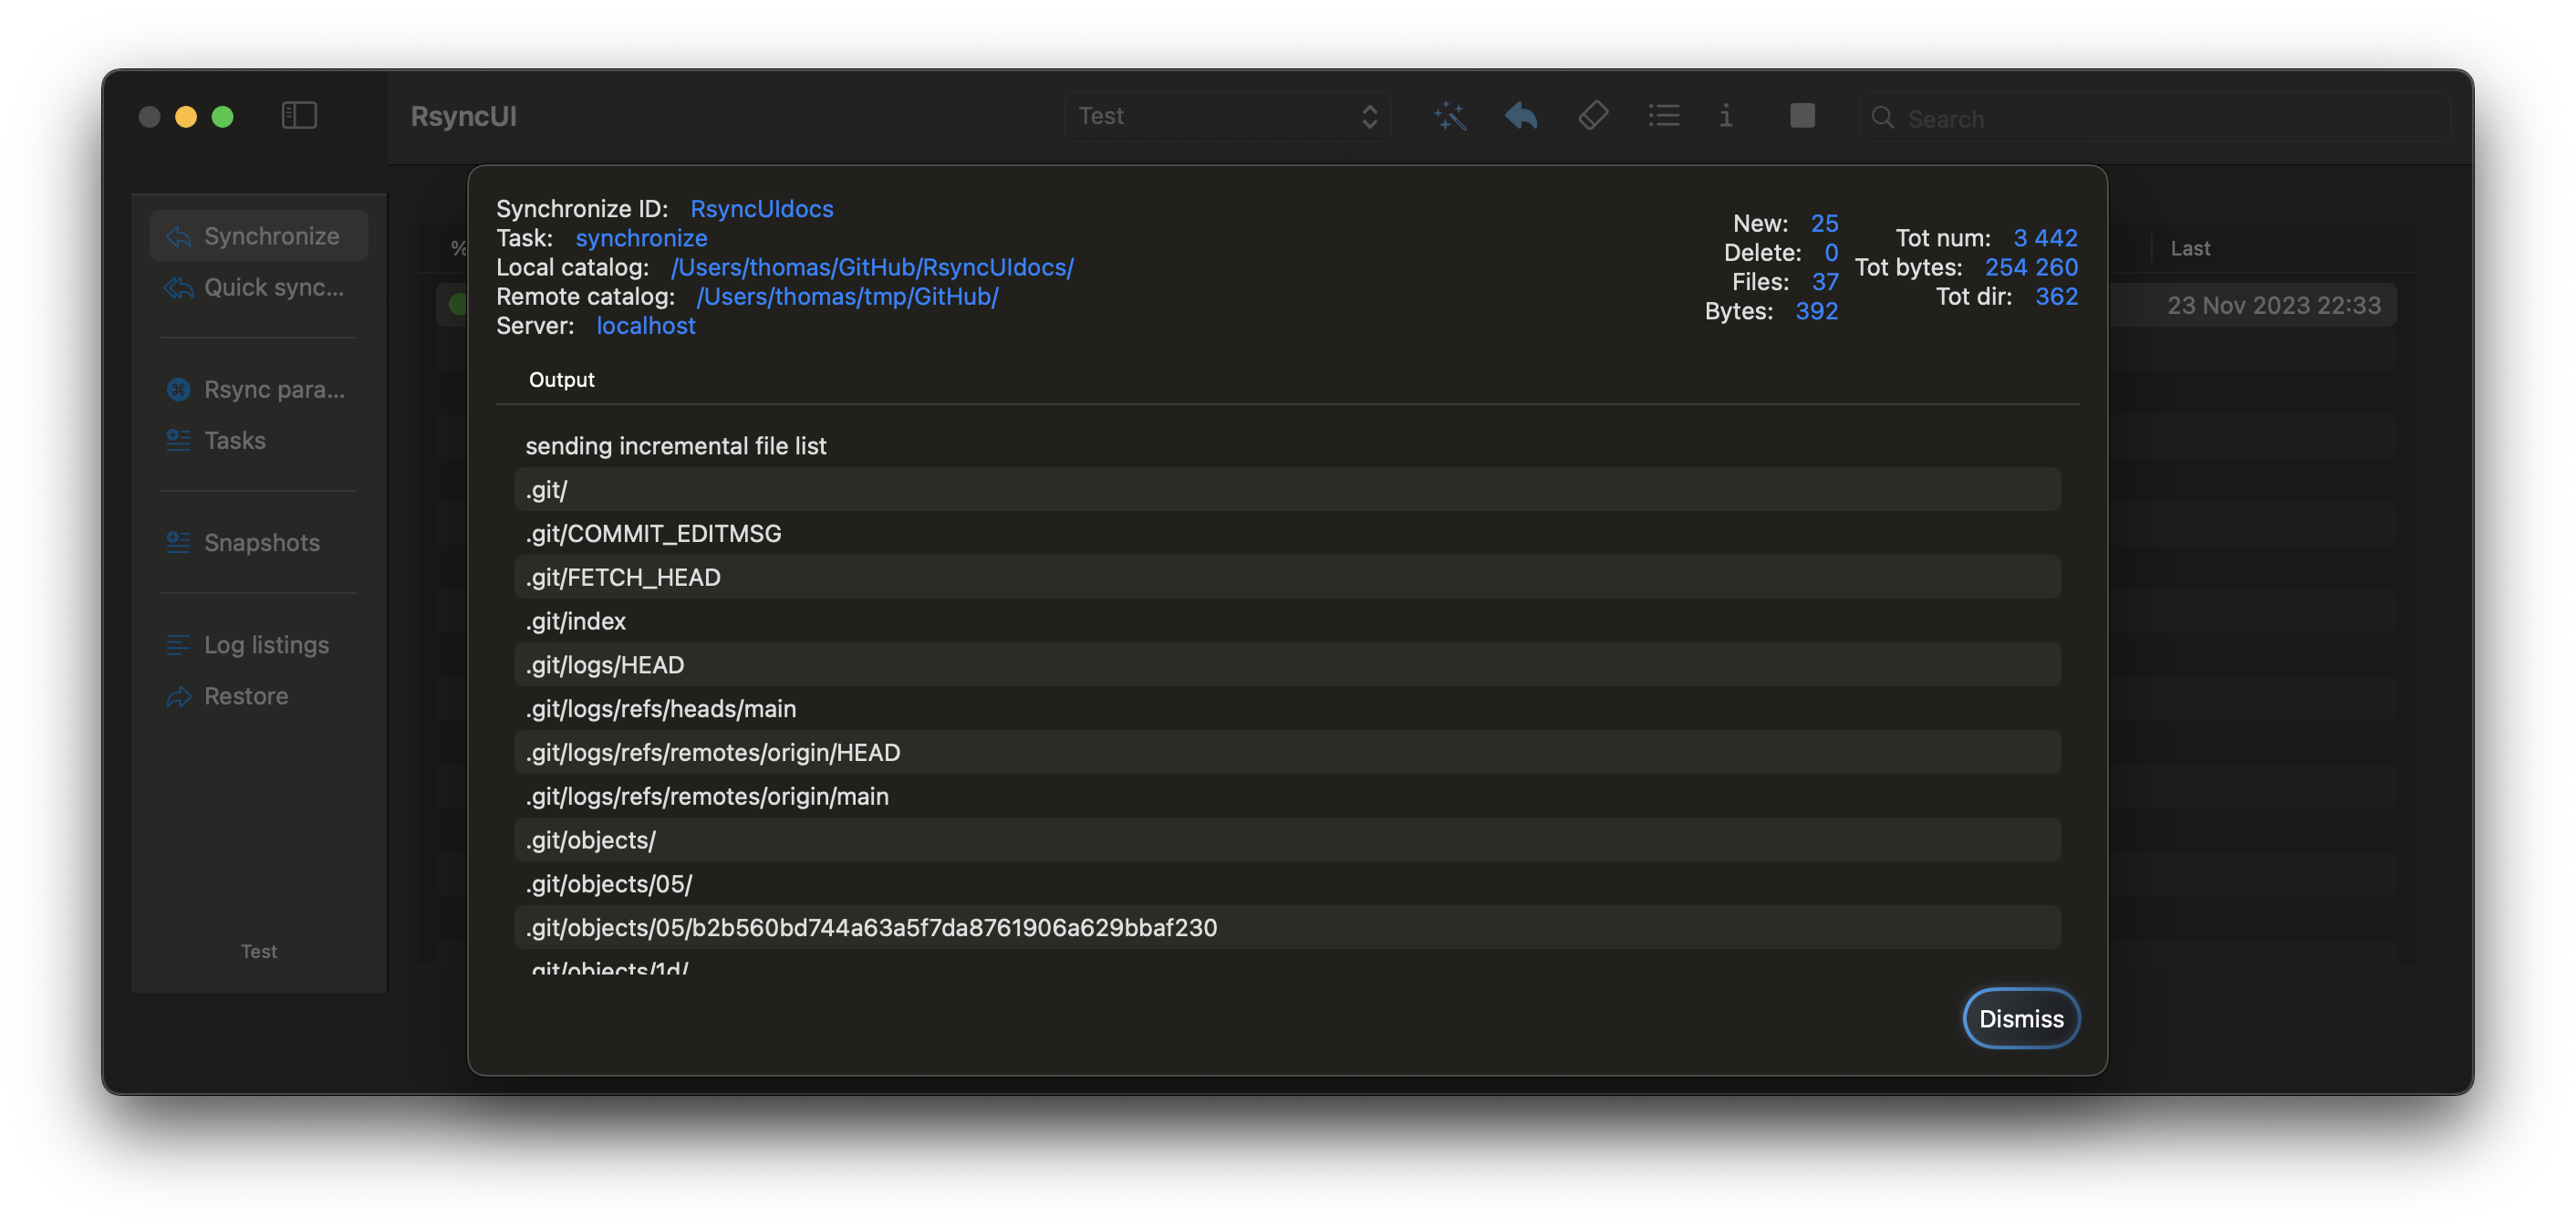 RsyncUI
Test
Search
Synchronize
Quick sync...
Rsync para...
Tasks
Snapshots
Log listings
Restore
Test
%
Last
23 Nov 2023 22:33
Synchronize ID: RsyncUIdocs
Task: synchronize
Local catalog: /Users/thomas/GitHub/RsyncUIdocs/
Remote catalog: /Users/thomas/tmp/GitHub/
Server: localhost
New: 25
Delete: 0
Files: 37
Bytes: 392
Tot num: 3 442
Tot bytes: 254 260
Tot dir: 362
Output
sending incremental file list
.git/
.git/COMMIT_EDITMSG
.git/FETCH_HEAD
.git/index
.git/logs/HEAD
.git/logs/refs/heads/main
.git/logs/refs/remotes/origin/HEAD
.git/logs/refs/remotes/origin/main
.git/objects/
.git/objects/05/
.git/objects/05/b2b560bd744a63a5f7da8761906a629bbaf230
.git/objects/1d/
Dismiss